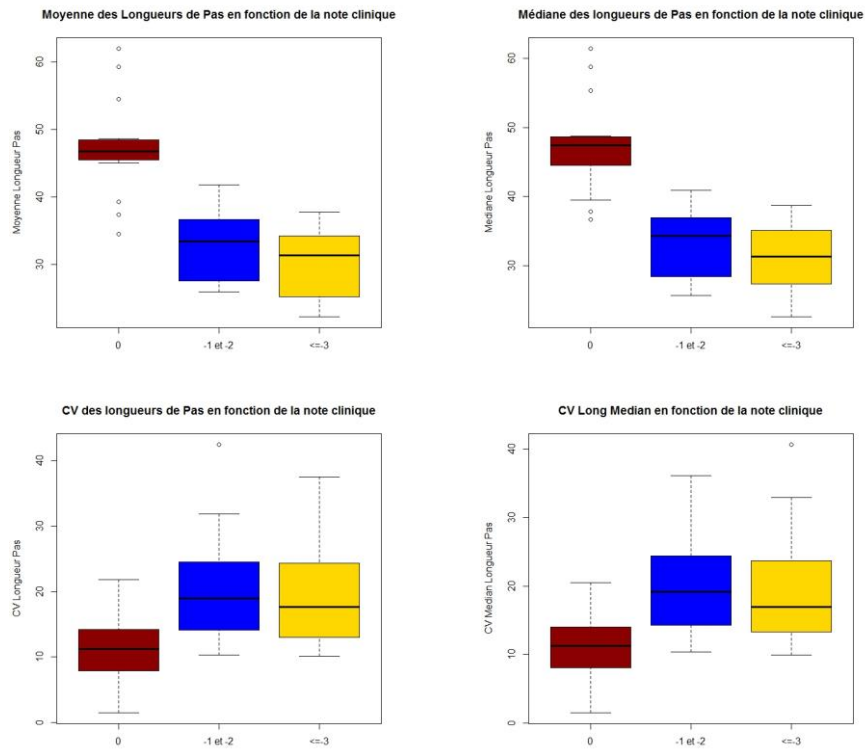 Moyenne des Longueurs de Pas en fonction de la note clinique
Moyenne Longueur Pas
60
50
40
30
0
-1 et -2
<=-3
Médiane des longueurs de Pas en fonction de la note clinique
Mediane Longueur Pas
60
50
40
30
0
-1 et -2
<=-3
CV des longueurs de Pas en fonction de la note clinique
CV Longueur Pas
40
30
20
10
0
0
-1 et -2
<=-3
CV Long Median en fonction de la note clinique
CV Median Longueur Pas
40
30
20
10
0
0
-1 et -2
<=-3